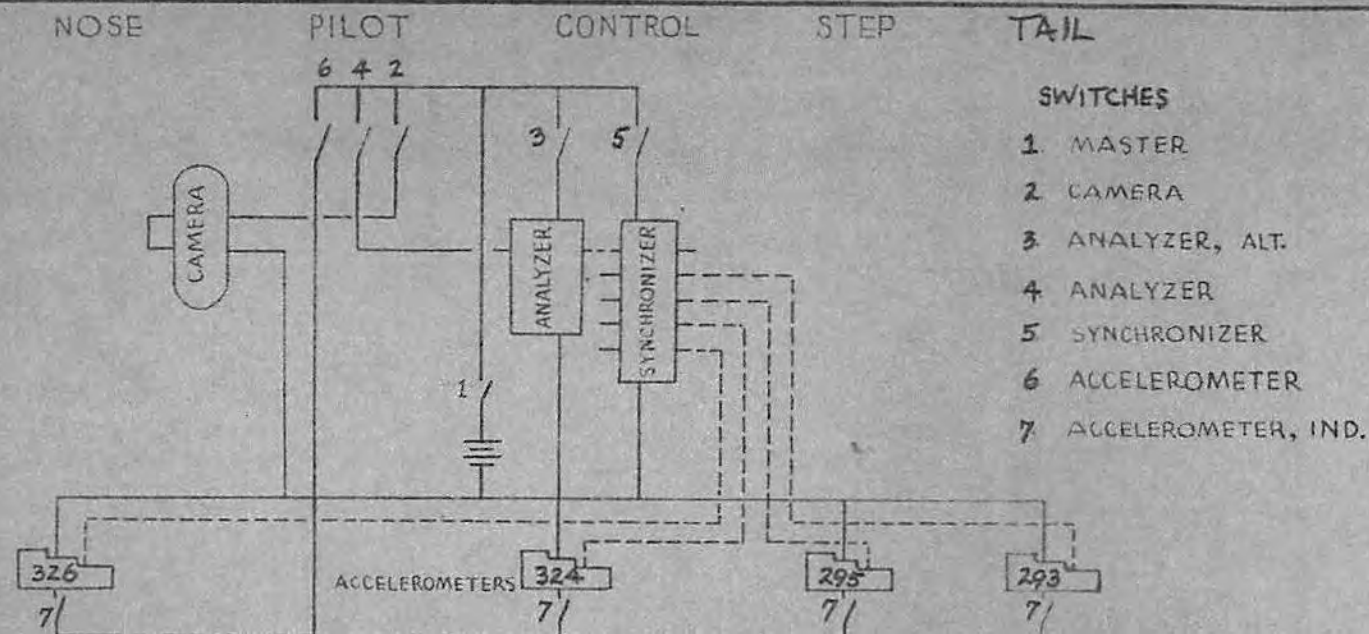 NOSE PILOT CONTROL STEP TAIL
6 4 2
SWITCHES
3 5
1 MASTER
2 CAMERA
3 ANALYZER, ALT.
4 ANALYZER
5 SYNCHRONIZER
6 ACCELEROMETER
7 ACCELEROMETER, IND.
CAMERA
ANALYZER
SYNCHRONIZER
1
326 ACCELEROMETERS 324 295 293
7 7 7 7